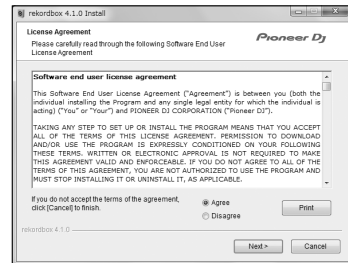 rekordbox 4.1.0 Install
License Agreement
Please carefully read through the following Software End User
License Agreement
Pioneer Dj
Software end user license agreement
This Software End User License Agreement ("Agreement") is between you (both the
individual installing the Program and any single legal entity for which the individual is
acting) ("You" or "Your") and PIONEER DJ CORPORATION ("Pioneer DJ").
TAKING ANY STEP TO SET UP OR INSTALL THE PROGRAM MEANS THAT YOU ACCEPT
ALL OF THE TERMS OF THIS LICENSE AGREEMENT. PERMISSION TO DOWNLOAD
AND/OR USE THE PROGRAM IS EXPRESSLY CONDITIONED ON YOUR FOLLOWING
THESE TERMS. WRITTEN OR ELECTRONIC APPROVAL IS NOT REQUIRED TO MAKE
THIS AGREEMENT VALID AND ENFORCEABLE. IF YOU DO NOT AGREE TO ALL OF THE
TERMS OF THIS AGREEMENT, YOU ARE NOT AUTHORIZED TO USE THE PROGRAM AND
MUST STOP INSTALLING IT OR UNINSTALL IT, AS APPLICABLE.
If you do not accept the terms of the agreement,
click [Cancel] to finish.
Agree
Disagree
Print
rekordbox 4.1.0
Next >
Cancel